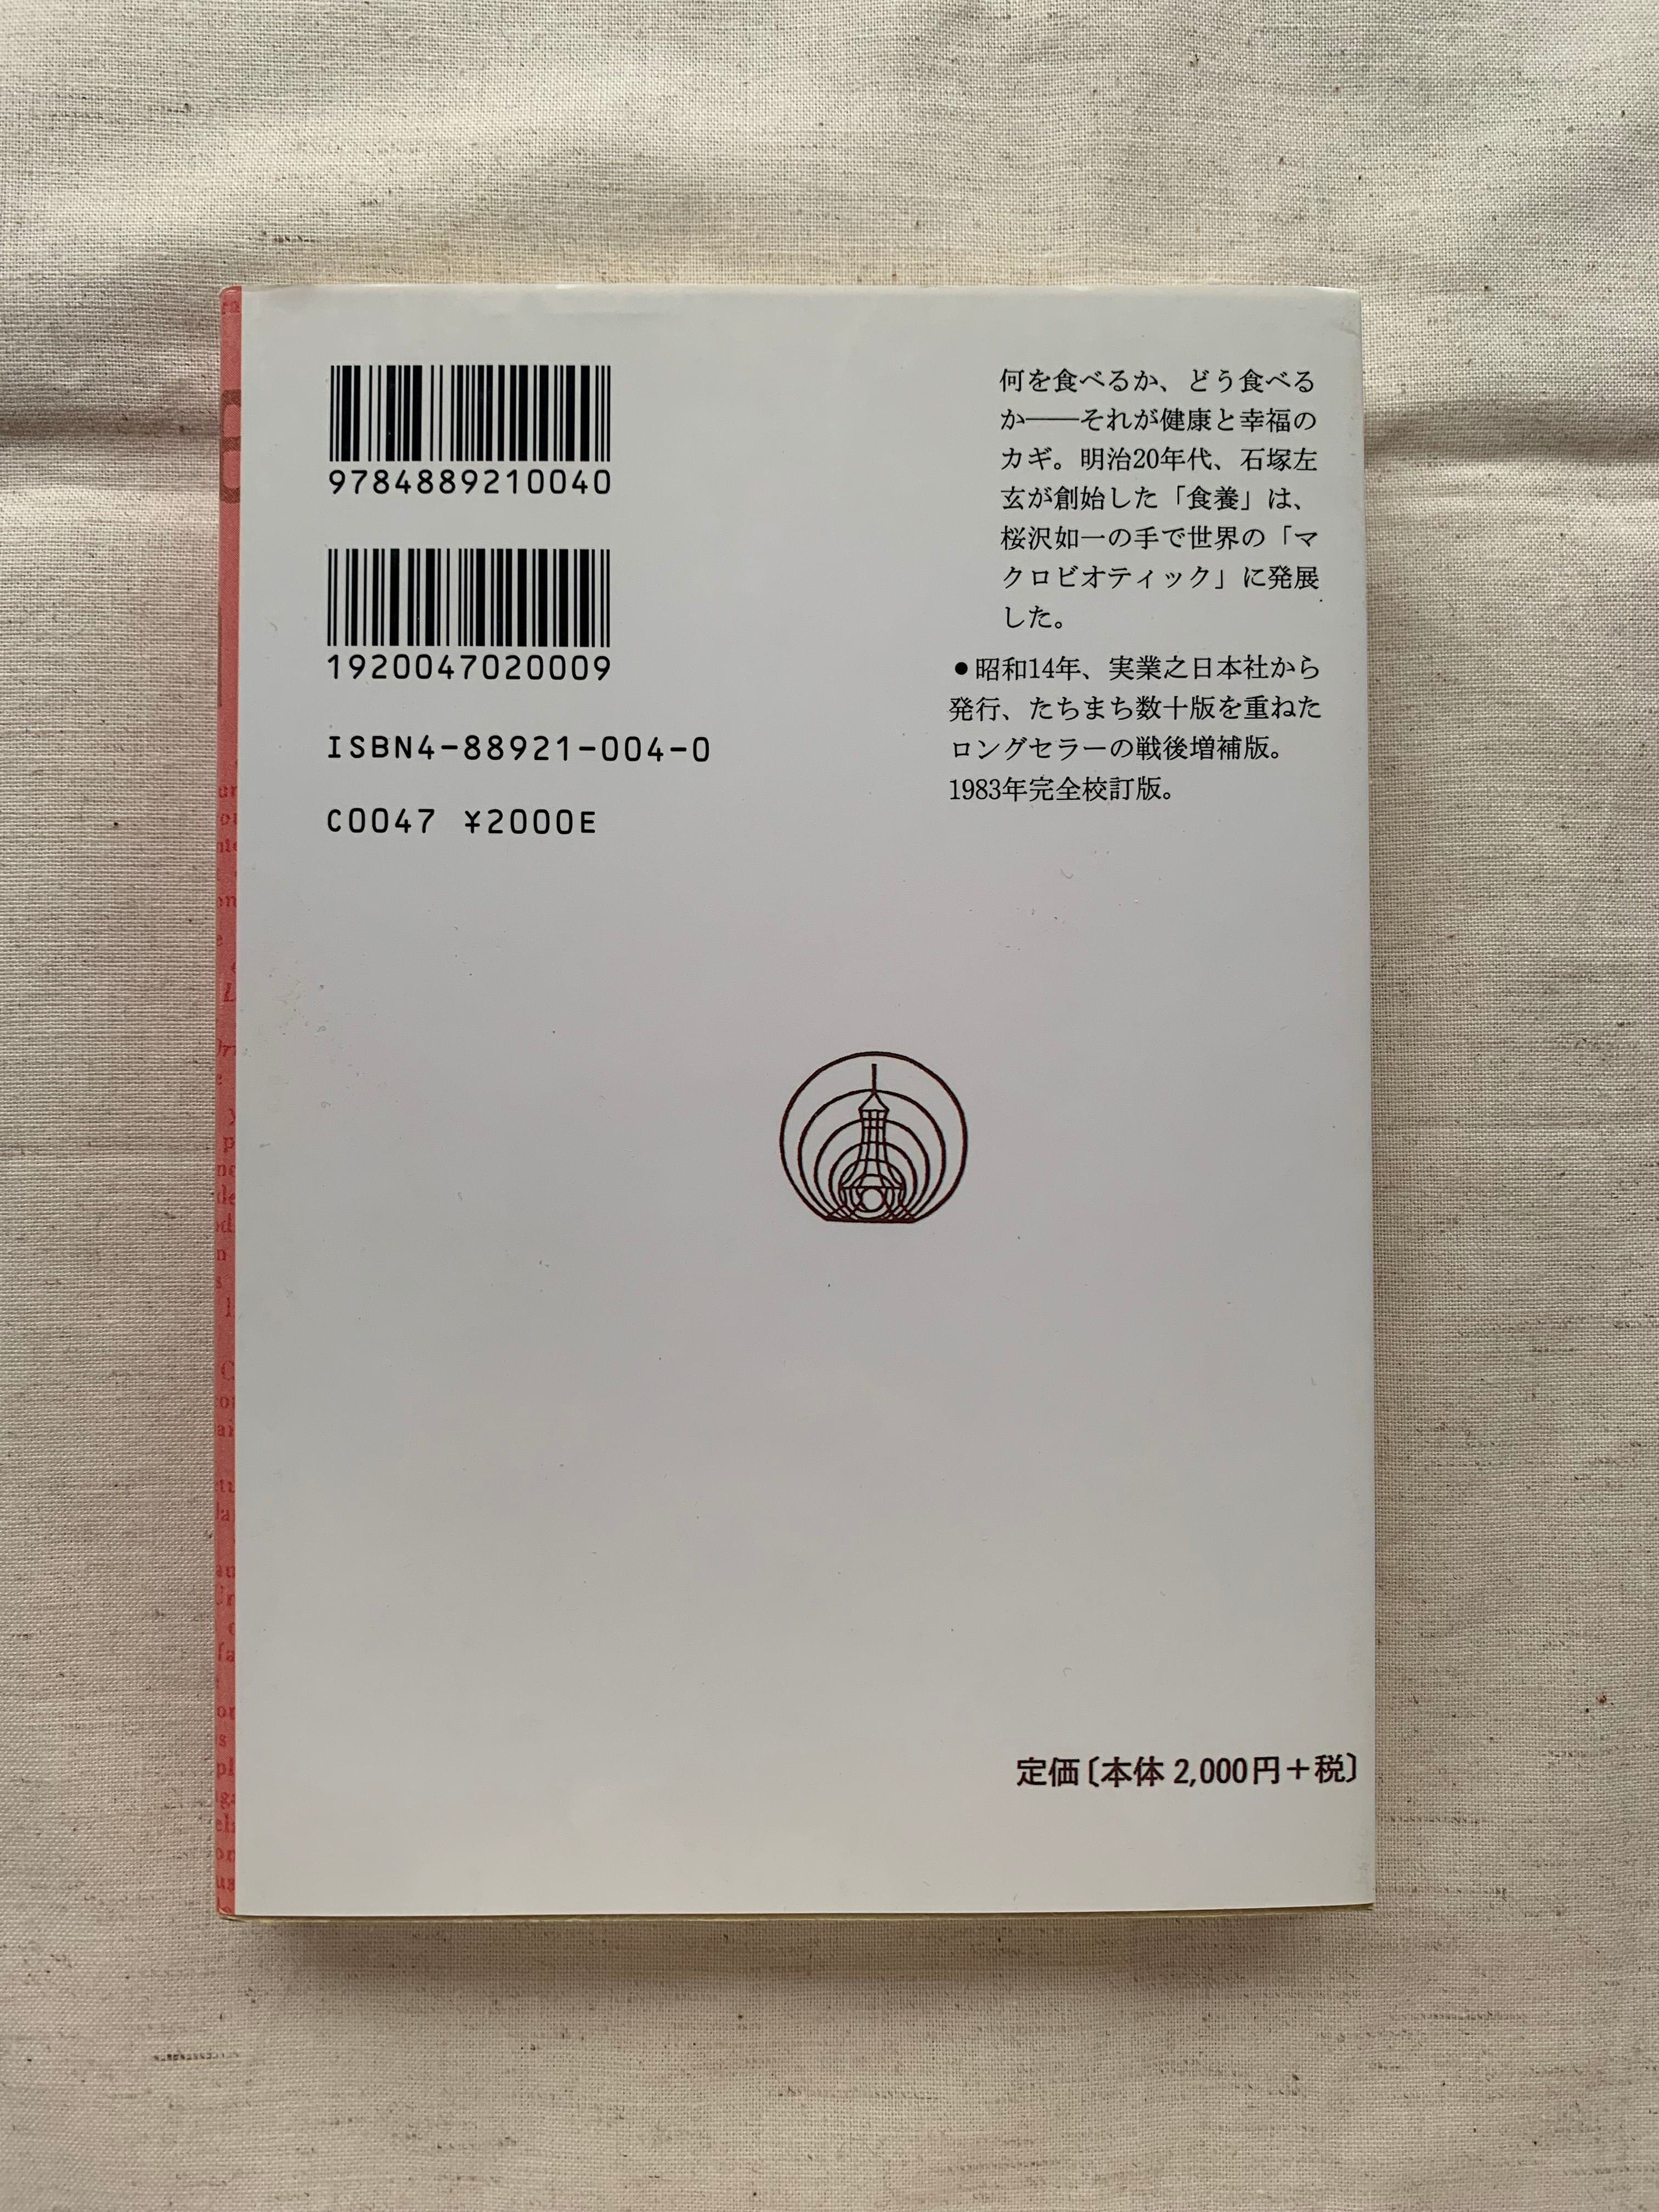 9784889210040
1920047020009
ISBN4-88921-004-0
C0047 ¥2000E
何を食べるか、どう食べる
か――それが健康と幸福の
カギ。明治20年代、石塚左
玄が創始した「食養」は、
桜沢如一の手で世界の「マ
クロビオティック」に発展
した。
●昭和14年、実業之日本社から
発行、たちまち数十版を重ねた
ロングセラーの戦後増補版。
1983年完全校訂版。
定価〔本体 2,000円+税〕